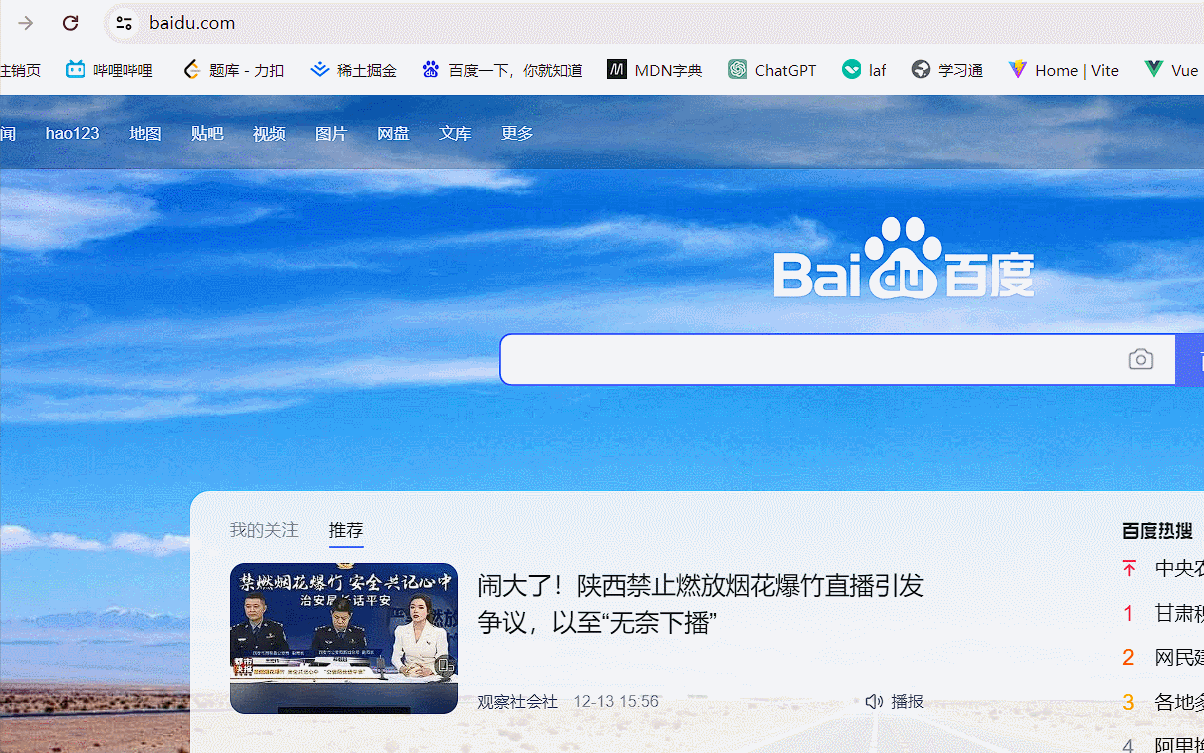 baidu.com
主销页 哔哩哔哩 题库 - 力扣 稀土掘金 百度一下，你就知道 MDN字典 ChatGPT laf 学习通 Home | Vite Vue
闻 hao123 地图 贴吧 视频 图片 网盘 文库 更多
Bai du 百度
我的关注 推荐
禁燃烟花爆竹 安全共记心中
治安局长话平安
闹大了！陕西禁止燃放烟花爆竹直播引发
争议，以至“无奈下播”
观察社会社 12-13 15:56 播报
百度热搜
中央农
1 甘肃积
2 网民建
3 各地多
4 阿里